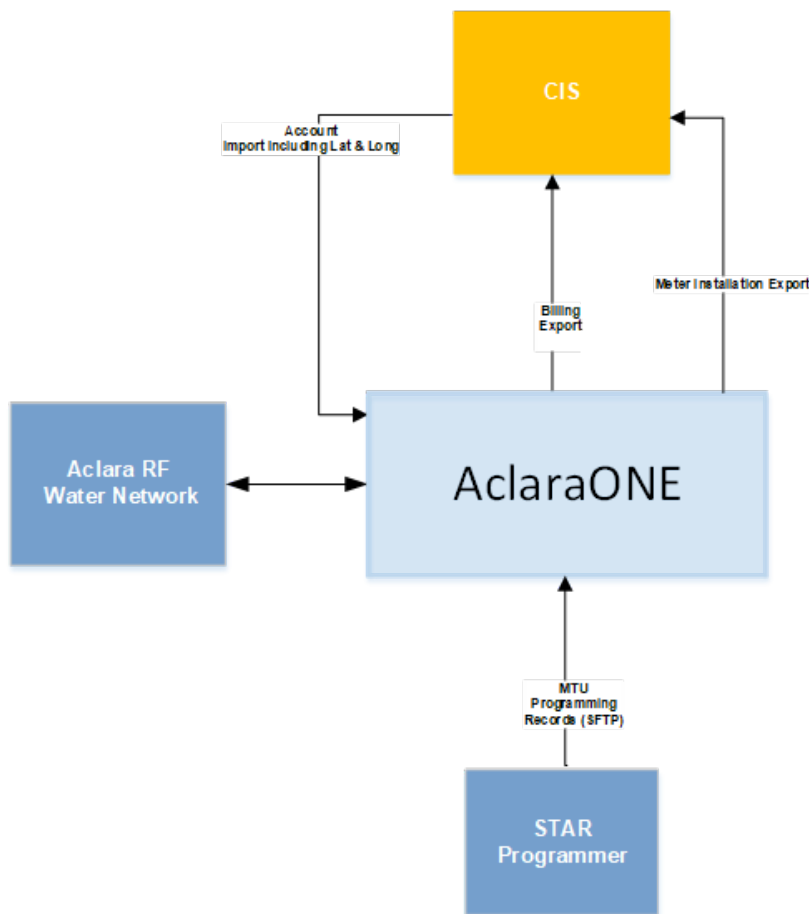 CIS
Account
Import Including Lat & Long
Meter Installation Export
Billing
Export
Aclara RF
Water Network
AclaraONE
MTU
Programming
Records (SFTP)
STAR
Programmer